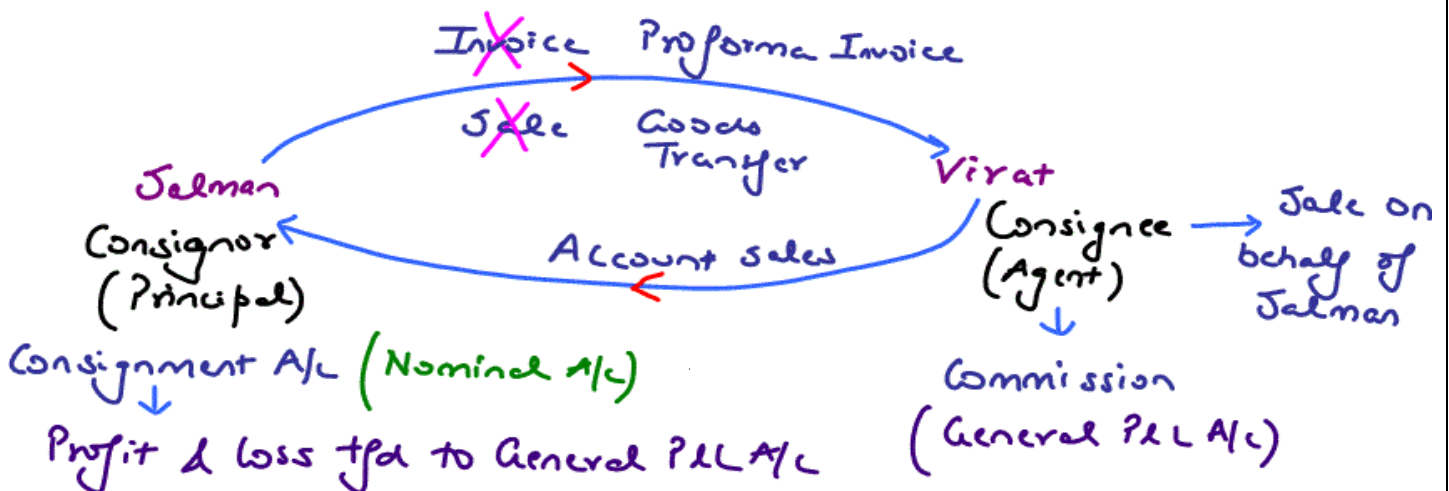 Invoice Proforma Invoice
Sale Goods
Transfer
Salman
Virat
Consignor
(Principal)
Account sales
Consignee
(Agent)
Sale on
behalf of
Salman
Consignment A/c (Nominal A/c)
Commission
Profit & Loss tfd to General P&L A/c
(General P&L A/c)